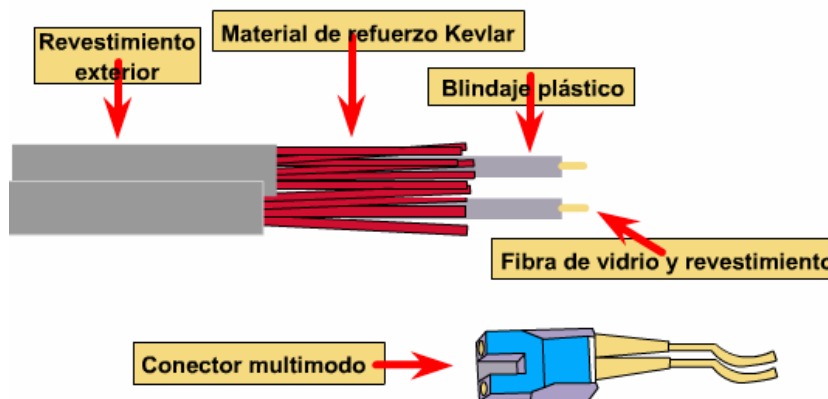 Revestimiento
exterior
Material de refuerzo Kevlar
Blindaje plástico
Fibra de vidrio y revestimiento
Conector multimodo